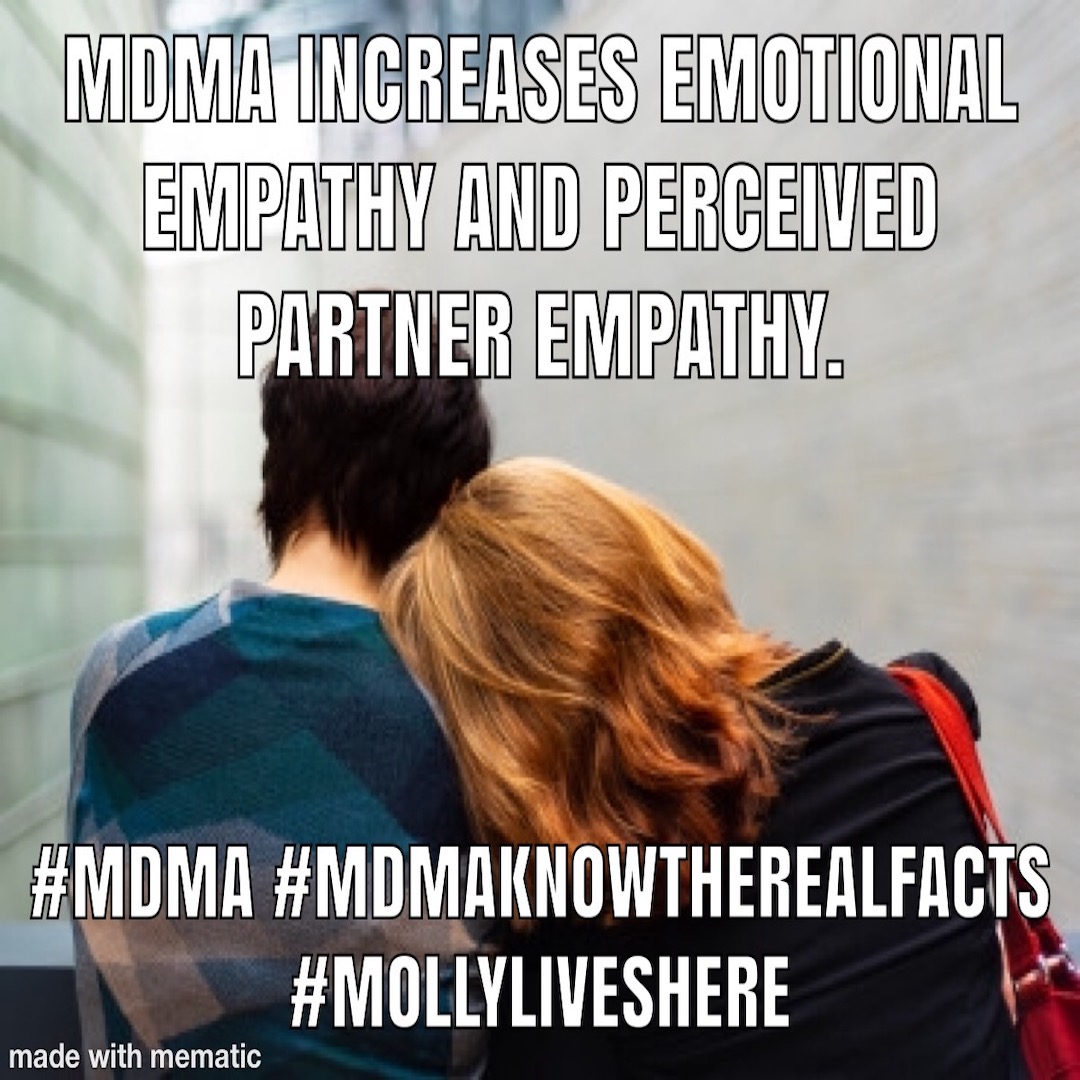 MDMA INCREASES EMOTIONAL
EMPATHY AND PERCEIVED
PARTNER EMPATHY.
#MDMA #MDMAKNOWTHEREALFACTS
#MOLLYLIVESHERE
made with mematic